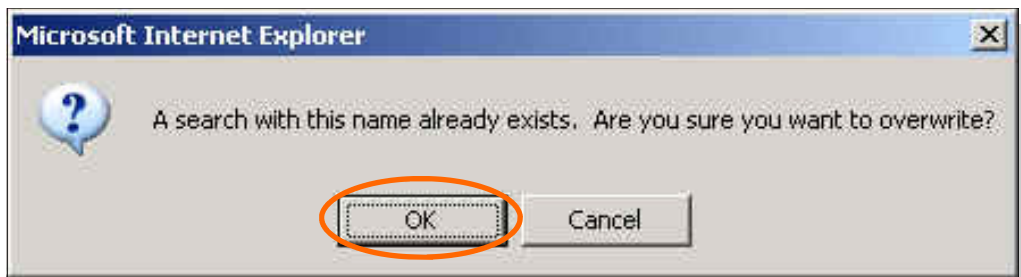 Microsoft Internet Explorer
A search with this name already exists.  Are you sure you want to overwrite?
OK
Cancel